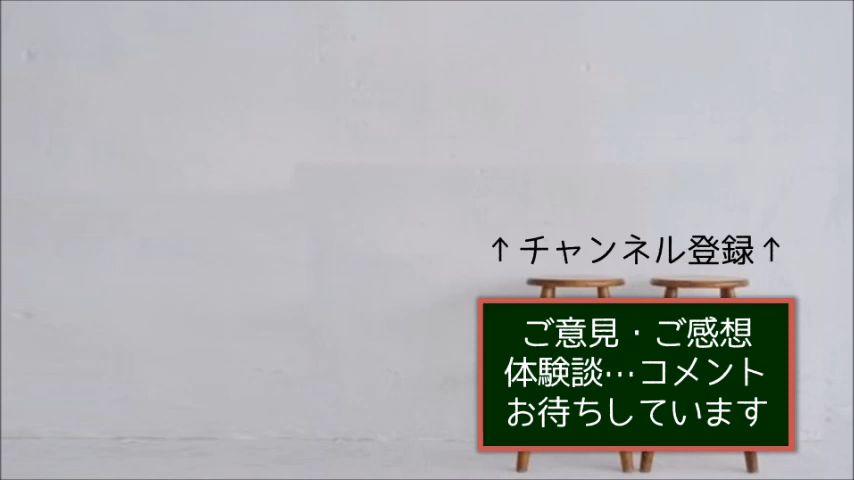 ↑チャンネル登録↑
ご意見・ご感想
体験談…コメント
お待ちしています